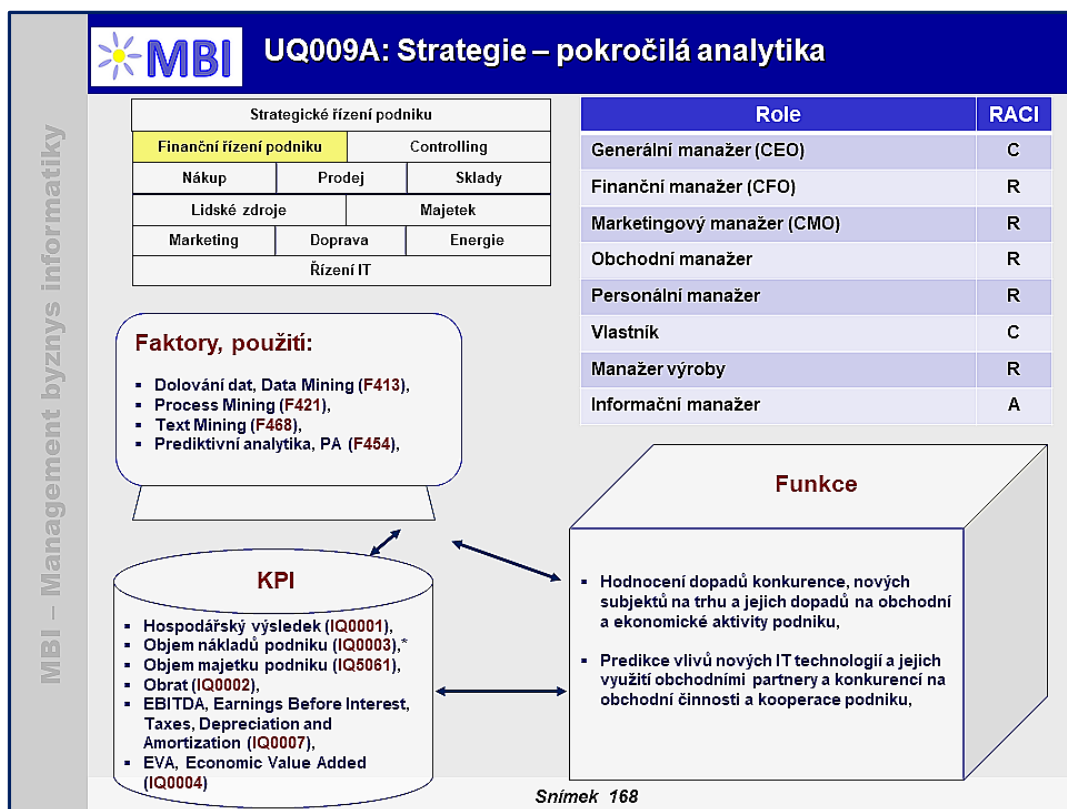 MBI
UQ009A: Strategie – pokročilá analytika
MBI – Management byznys informatiky
Strategické řízení podniku
Finanční řízení podniku
Controlling
Nákup
Prodej
Sklady
Lidské zdroje
Majetek
Marketing
Doprava
Energie
Řízení IT
Role RACI
Generální manažer (CEO) C
Finanční manažer (CFO) R
Marketingový manažer (CMO) R
Obchodní manažer R
Personální manažer R
Vlastník C
Manažer výroby R
Informační manažer A
Faktory, použití:
▪ Dolování dat, Data Mining (F413),
▪ Process Mining (F421),
▪ Text Mining (F468),
▪ Prediktivní analytika, PA (F454),
KPI
▪ Hospodářský výsledek (IQ0001),
▪ Objem nákladů podniku (IQ0003),*
▪ Objem majetku podniku (IQ5061),
▪ Obrat (IQ0002),
▪ EBITDA, Earnings Before Interest,
Taxes, Depreciation and
Amortization (IQ0007),
▪ EVA, Economic Value Added
(IQ0004)
Funkce
▪ Hodnocení dopadů konkurence, nových
subjektů na trhu a jejich dopadů na obchodní
a ekonomické aktivity podniku,
▪ Predikce vlivů nových IT technologií a jejich
využití obchodními partnery a konkurencí na
obchodní činnosti a kooperace podniku,
Snímek 168